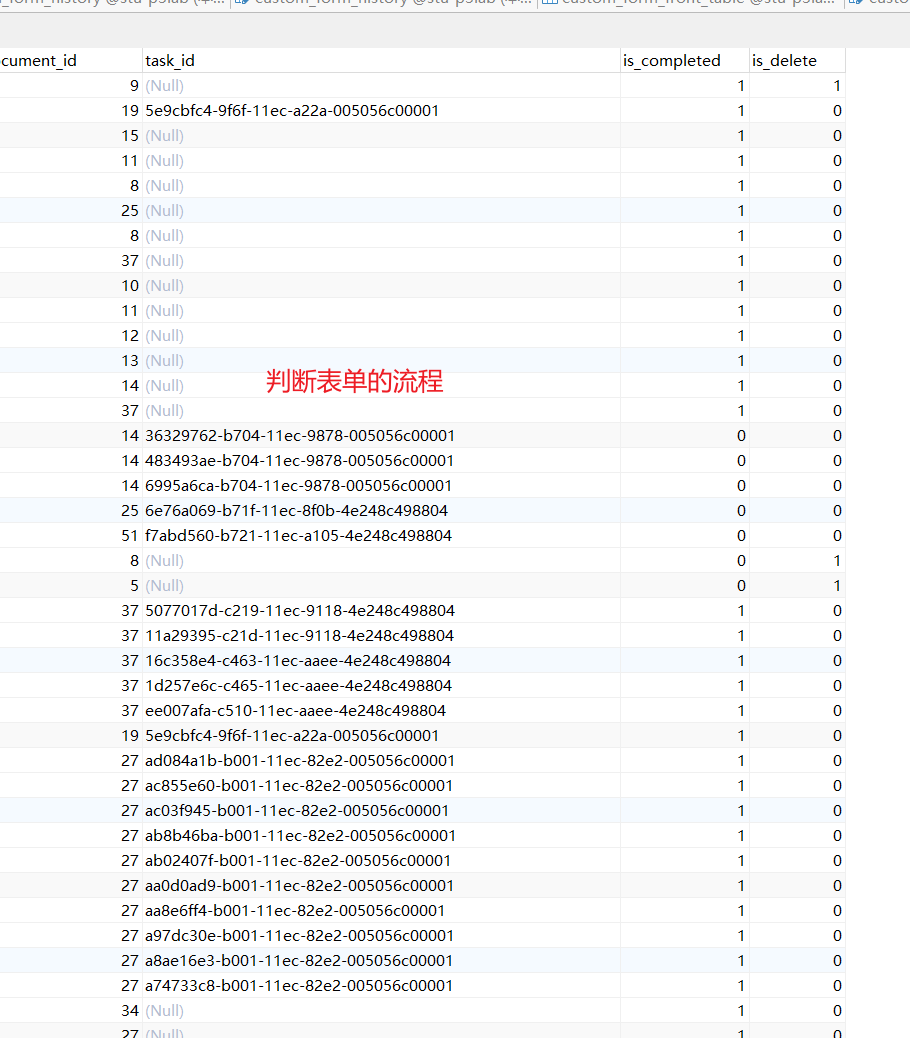 document_id task_id is_completed is_delete
9 (Null) 1 1
19 5e9cbfc4-9f6f-11ec-a22a-005056c00001 1 0
15 (Null) 1 0
11 (Null) 1 0
8 (Null) 1 0
25 (Null) 1 0
8 (Null) 1 0
37 (Null) 1 0
10 (Null) 1 0
11 (Null) 1 0
12 (Null) 1 0
13 (Null) 1 0
判断表单的流程
14 (Null) 1 0
37 (Null) 1 0
14 36329762-b704-11ec-9878-005056c00001 0 0
14 483493ae-b704-11ec-9878-005056c00001 0 0
14 6995a6ca-b704-11ec-9878-005056c00001 0 0
25 6e76a069-b71f-11ec-8f0b-4e248c498804 0 0
51 f7abd560-b721-11ec-a105-4e248c498804 0 0
8 (Null) 0 1
5 (Null) 0 1
37 5077017d-c219-11ec-9118-4e248c498804 1 0
37 11a29395-c21d-11ec-9118-4e248c498804 1 0
37 16c358e4-c463-11ec-aaee-4e248c498804 1 0
37 1d257e6c-c465-11ec-aaee-4e248c498804 1 0
37 ee007afa-c510-11ec-aaee-4e248c498804 1 0
19 5e9cbfc4-9f6f-11ec-a22a-005056c00001 1 0
27 ad084a1b-b001-11ec-82e2-005056c00001 1 0
27 ac855e60-b001-11ec-82e2-005056c00001 1 0
27 ac03f945-b001-11ec-82e2-005056c00001 1 0
27 ab8b46ba-b001-11ec-82e2-005056c00001 1 0
27 ab02407f-b001-11ec-82e2-005056c00001 1 0
27 aa0d0ad9-b001-11ec-82e2-005056c00001 1 0
27 aa8e6ff4-b001-11ec-82e2-005056c00001 1 0
27 a97dc30e-b001-11ec-82e2-005056c00001 1 0
27 a8ae16e3-b001-11ec-82e2-005056c00001 1 0
27 a74733c8-b001-11ec-82e2-005056c00001 1 0
34 (Null) 1 0
27 (Null) 1 0